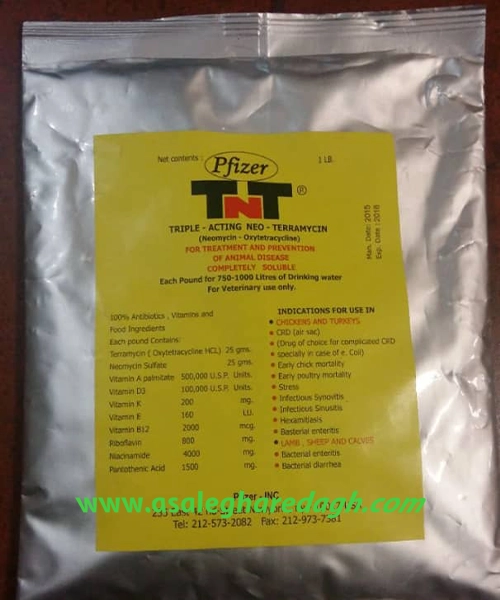 Net contents :
Pfizer
1 LB.
TNT®
TRIPLE - ACTING NEO - TERRAMYCIN
(Neomycin - Oxytetracycline)
FOR TREATMENT AND PREVENTION
OF ANIMAL DISEASE
COMPLETELY SOLUBLE
Each Pound for 750-1000 Litres of Drinking water
For Veterinary use only.
Man. Date: 2015
Exp. Date : 2018
100% Antibiotics , Vitamins and
Food Ingredients
Each pound Contains:
Terramycin ( Oxytetracycline HCL) 25 gms.
Neomycin Sulfate 25 gms.
Vitamin A palmitate 500,000 U.S.P. Units.
Vitamin D3 100,000 U.S.P. Units.
Vitamin K 200 mg.
Vitamin E 160 I.U.
Vitamin B12 2000 mcg.
Riboflavin 800 mg.
Niacinamide 4000 mg.
Pantothenic Acid 1500 mg.
INDICATIONS FOR USE IN
CHICKENS AND TURKEYS
CRD (air sac)
(Drug of choice for complicated CRD
specially in case of e. Coli)
Early chick mortality
Early poultry mortality
Stress
Infectious Synovitis
Infectious Sinustis
Hexamitiasis
Basterial enteritis
LAMB , SHEEP AND CALVES
Bacterial enteritis
Bacterial diarrhea
Pfizer - INC
www.asalegharedagh.com
235 East 42
Tel: 212-573-2082 Fax: 212-973-7581